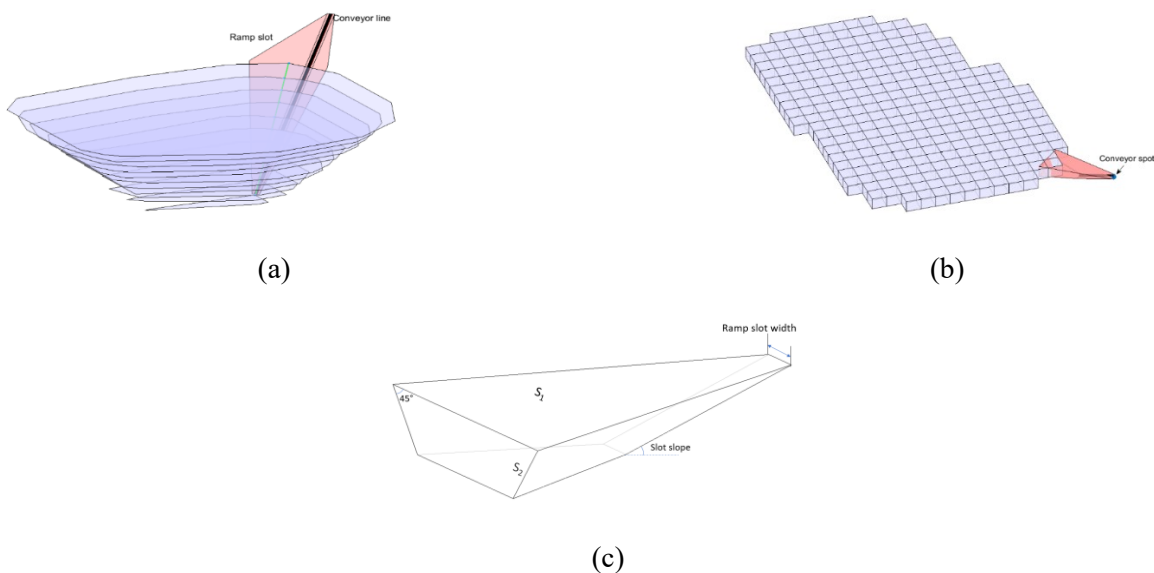 Conveyor line
Ramp slot
Conveyor spot
(a)
(b)
Ramp slot width
45°
S1
Slot slope
S2
(c)